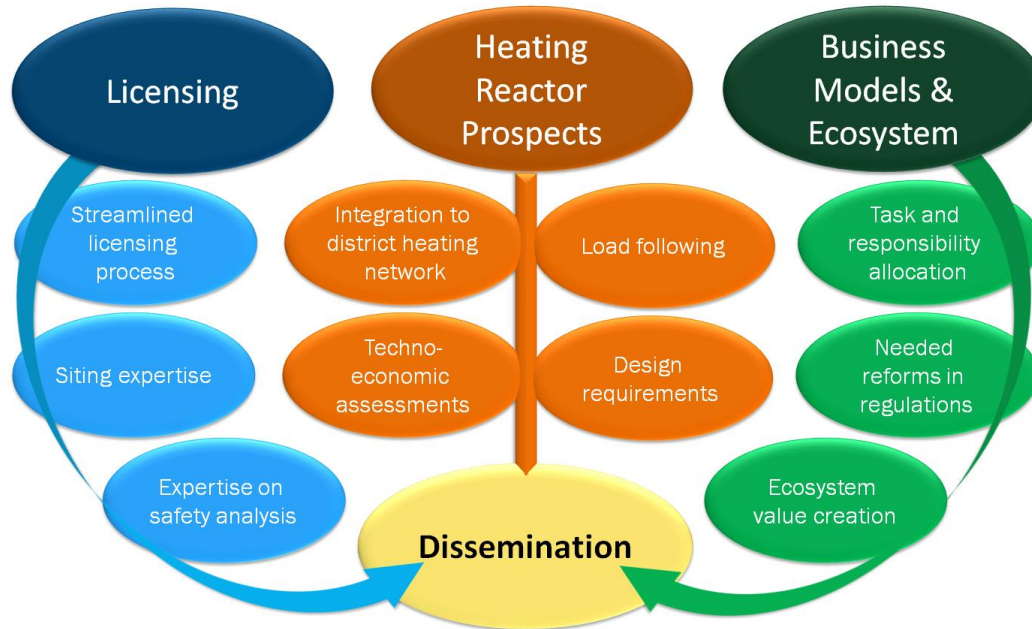 Licensing
Heating
Reactor
Prospects
Business
Models &
Ecosystem
Streamlined
licensing
process
Integration to
district heating
network
Load following
Task and
responsibility
allocation
Siting expertise
Techno-
economic
assessments
Design
requirements
Needed
reforms in
regulations
Expertise on
safety analysis
Ecosystem
value creation
Dissemination